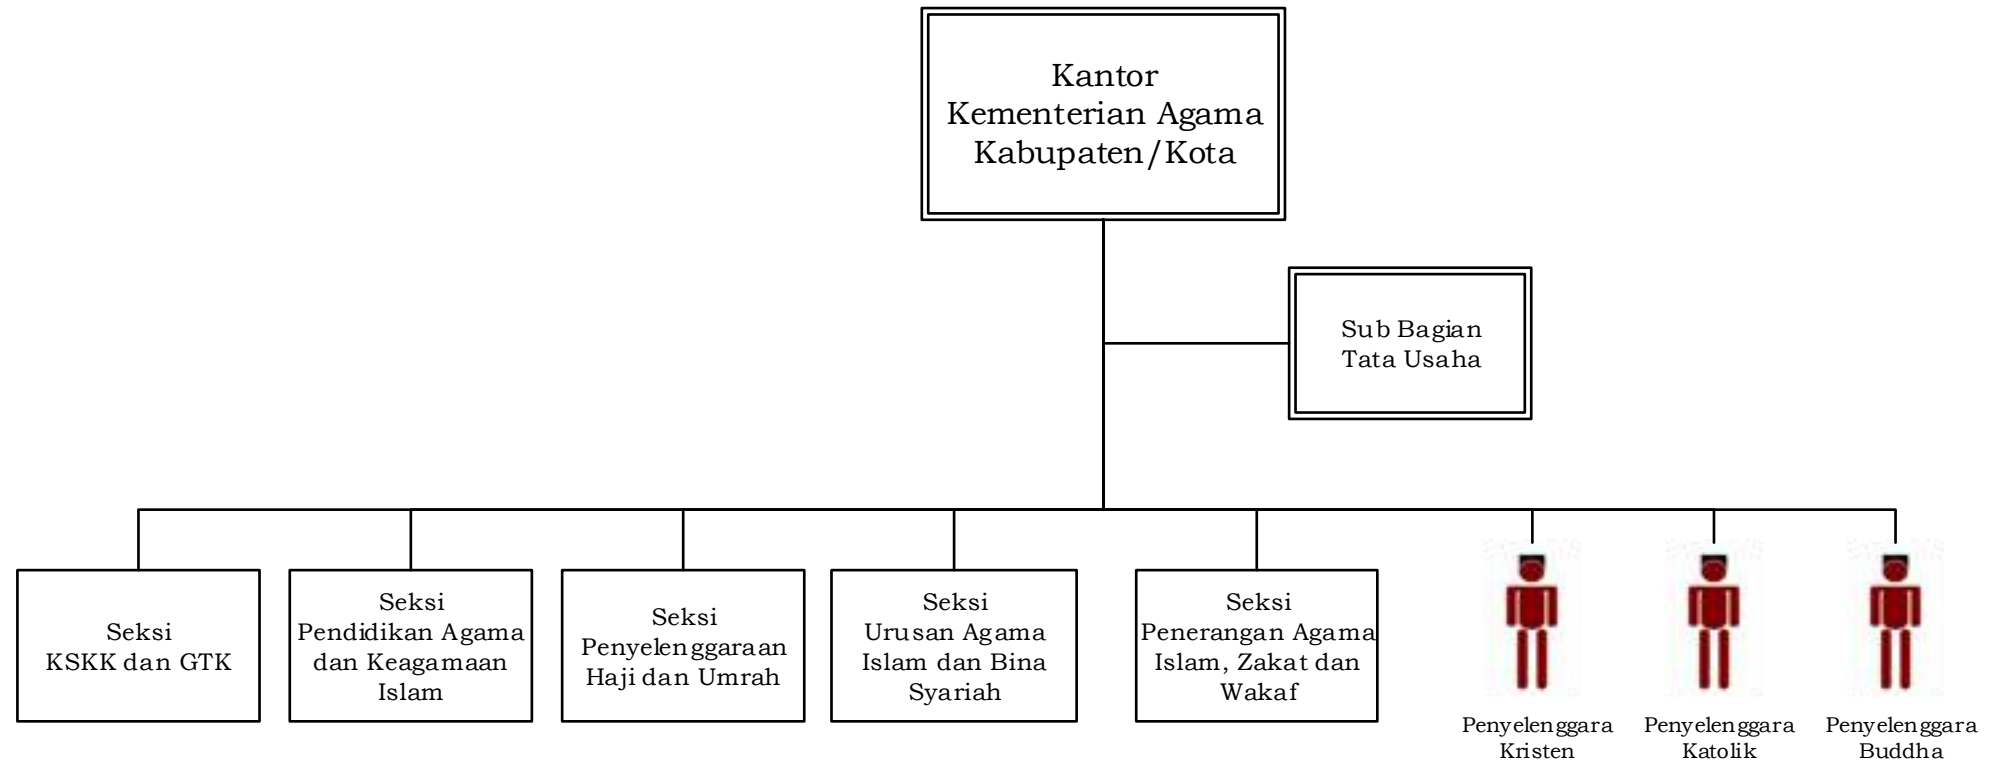 Kantor
Kementerian Agama
Kabupaten/Kota
Sub Bagian
Tata Usaha
Seksi
KSKK dan GTK
Seksi
Pendidikan Agama
dan Keagamaan
Islam
Seksi
Penyelenggaraan
Haji dan Umrah
Seksi
Urusan Agama
Islam dan Bina
Syariah
Seksi
Penerangan Agama
Islam, Zakat dan
Wakaf
Penyelenggara
Kristen
Penyelenggara
Katolik
Penyelenggara
Buddha